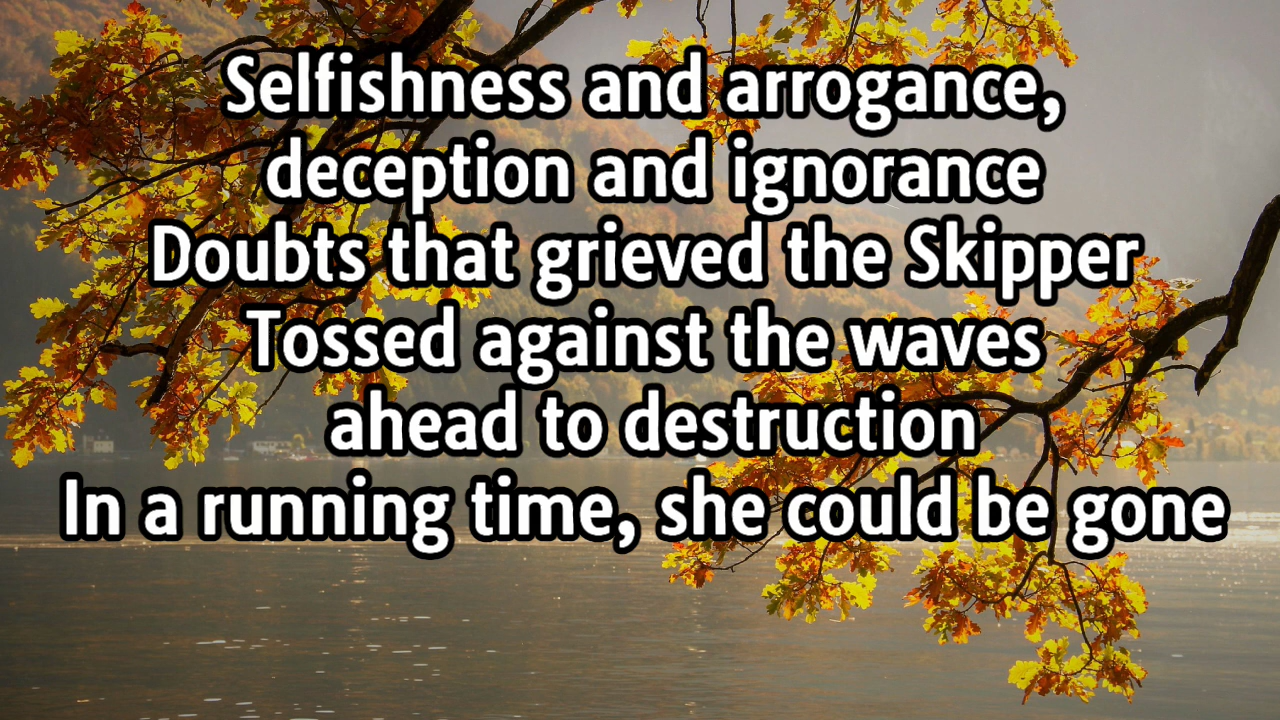 Selfishness and arrogance,
deception and ignorance
Doubts that grieved the Skipper
Tossed against the waves
ahead to destruction
In a running time, she could be gone